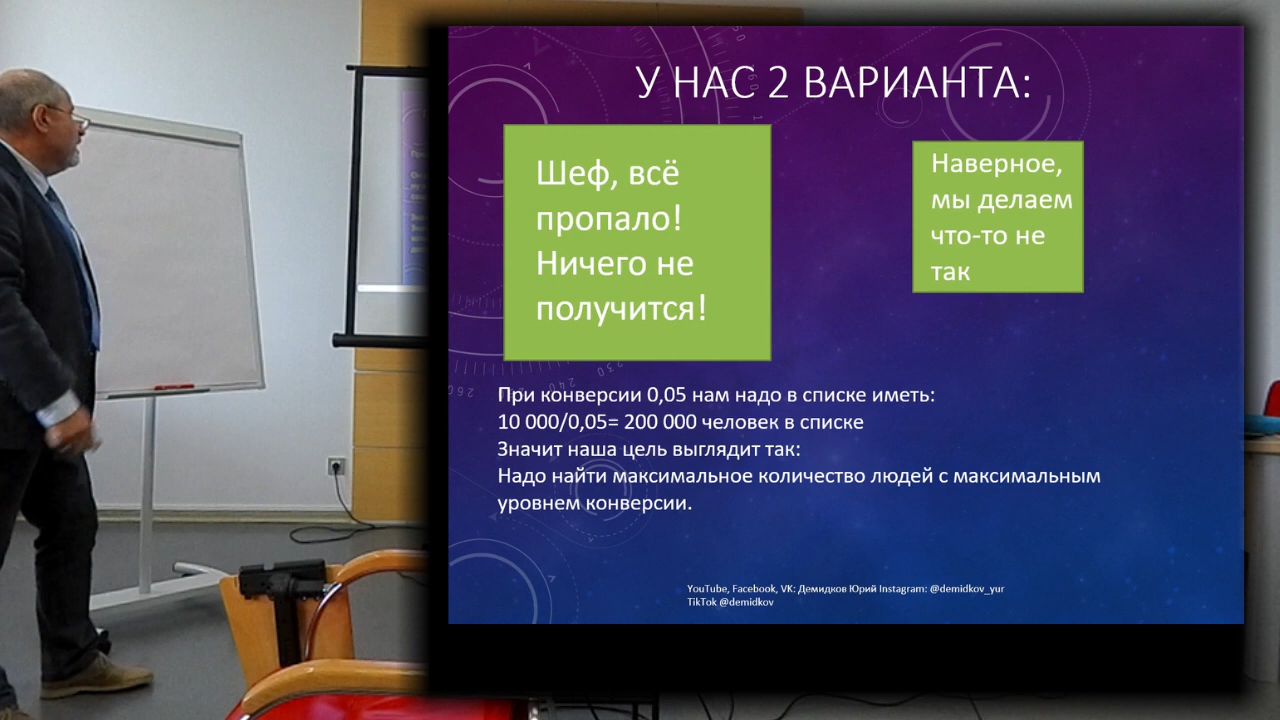 У НАС 2 ВАРИАНТА:
Шеф, всё
пропало!
Ничего не
получится!
Наверное,
мы делаем
что-то не
так
При конверсии 0,05 нам надо в списке иметь:
10 000/0,05= 200 000 человек в списке
Значит наша цель выглядит так:
Надо найти максимальное количество людей с максимальным
уровнем конверсии.
YouTube, Facebook, VK: Демидков Юрий Instagram: @demidkov_yur
TikTok @demidkov